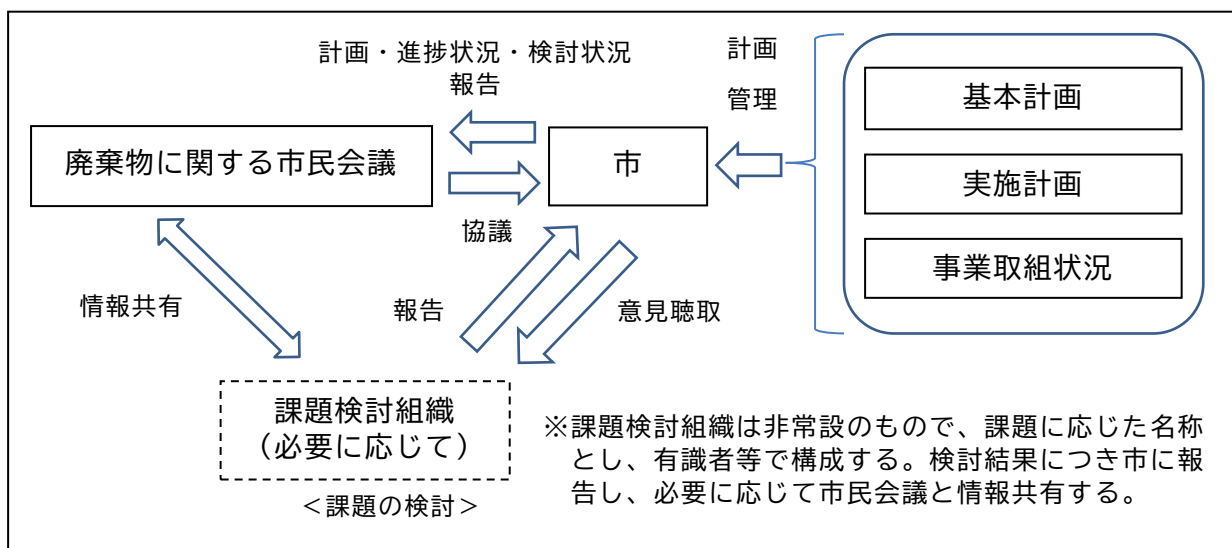 計画・進捗状況・検討状況
報告
計画
管理
基本計画
廃棄物に関する市民会議
市
実施計画
協議
事業取組状況
情報共有
報告
意見聴取
課題検討組織
（必要に応じて）
＜課題の検討＞
※課題検討組織は非常設のもので、課題に応じた名称
とし、有識者等で構成する。検討結果につき市に報
告し、必要に応じて市民会議と情報共有する。